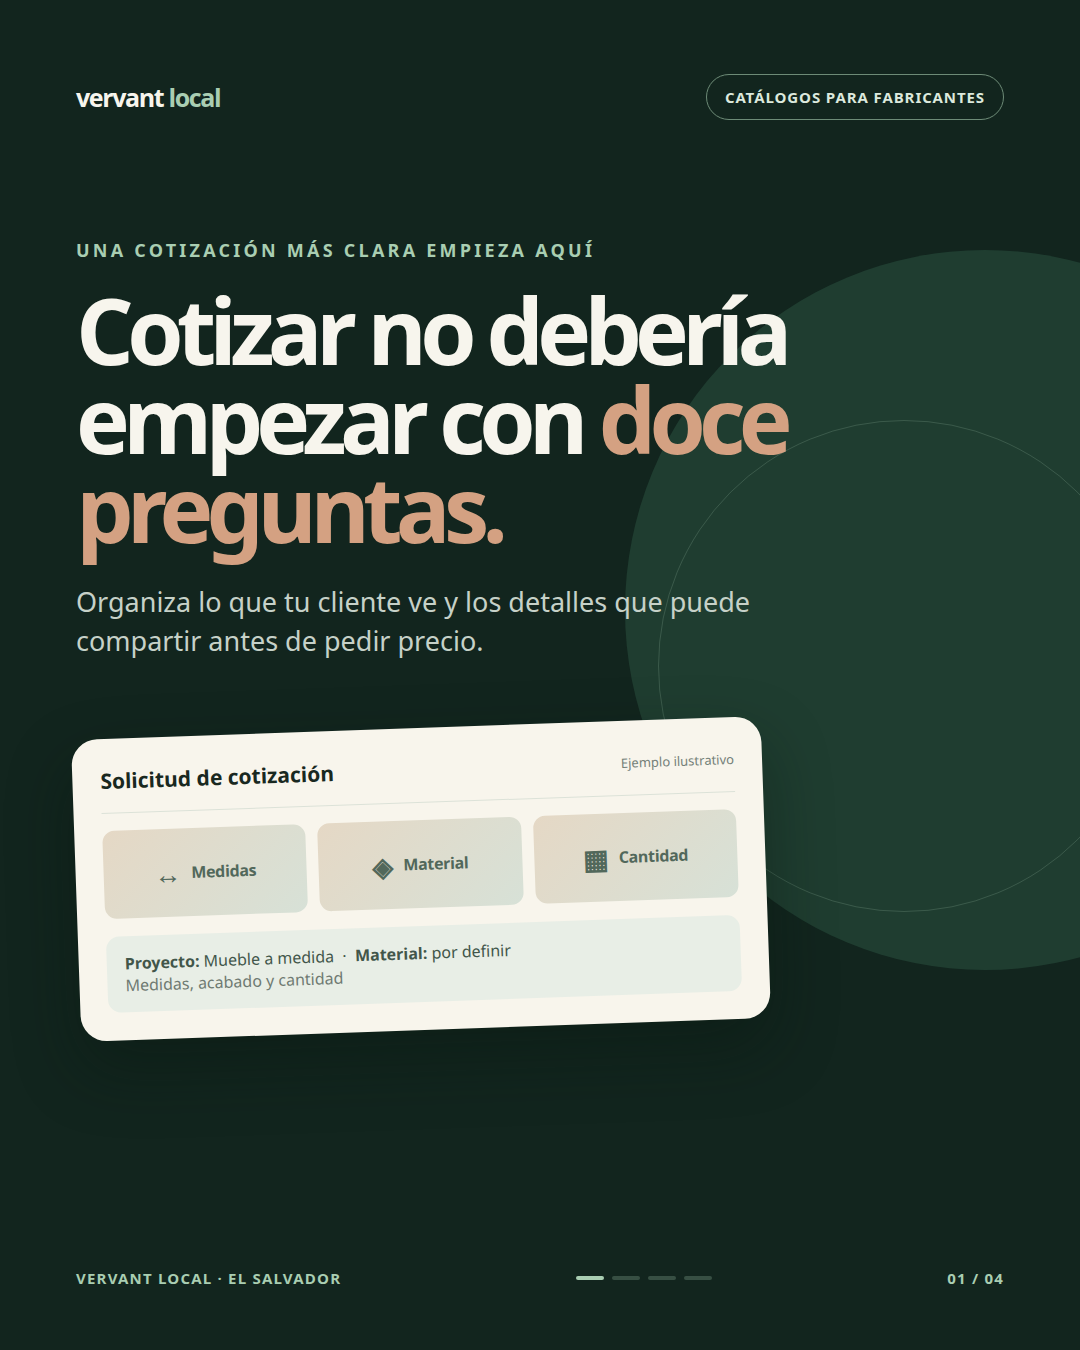 vervant local
CATÁLOGOS PARA FABRICANTES
UNA COTIZACIÓN MÁS CLARA EMPIEZA AQUÍ
Cotizar no debería
empezar con doce
preguntas.
Organiza lo que tu cliente ve y los detalles que puede
compartir antes de pedir precio.
Solicitud de cotización
Ejemplo ilustrativo
Medidas
Material
Cantidad
Proyecto: Mueble a medida · Material: por definir
Medidas, acabado y cantidad
VERVANT LOCAL · EL SALVADOR
01 / 04